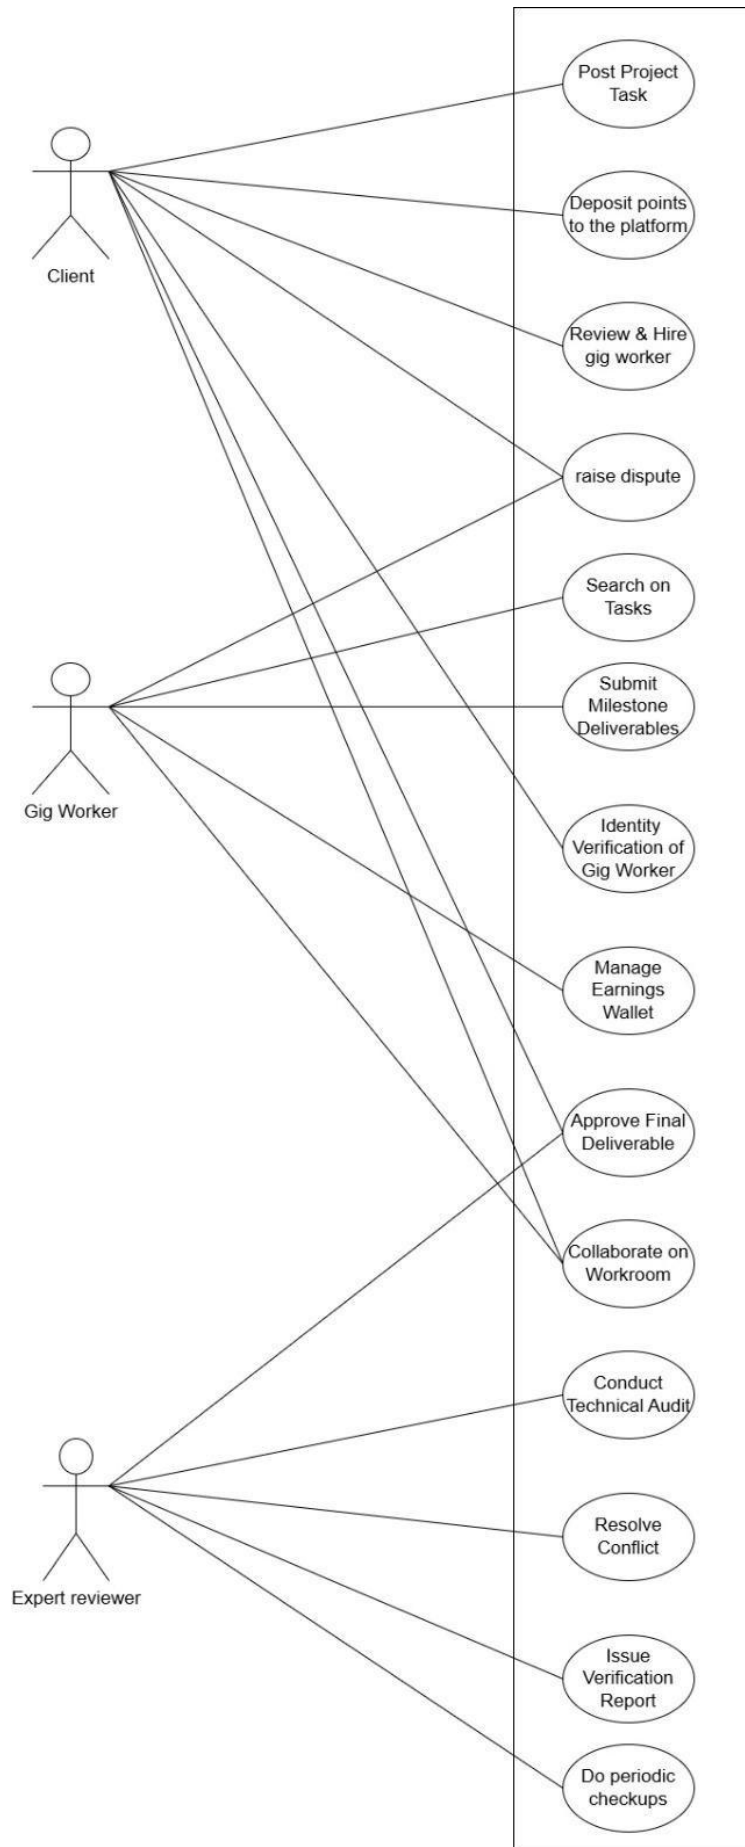 Post Project
Task
Client
Deposit points
to the platform
Review & Hire
gig worker
raise dispute
Search on
Tasks
Gig Worker
Submit
Milestone
Deliverables
Identity
Verification of
Gig Worker
Manage
Earnings
Wallet
Approve Final
Deliverable
Collaborate on
Workroom
Conduct
Technical Audit
Expert reviewer
Resolve
Conflict
Issue
Verification
Report
Do periodic
checkups